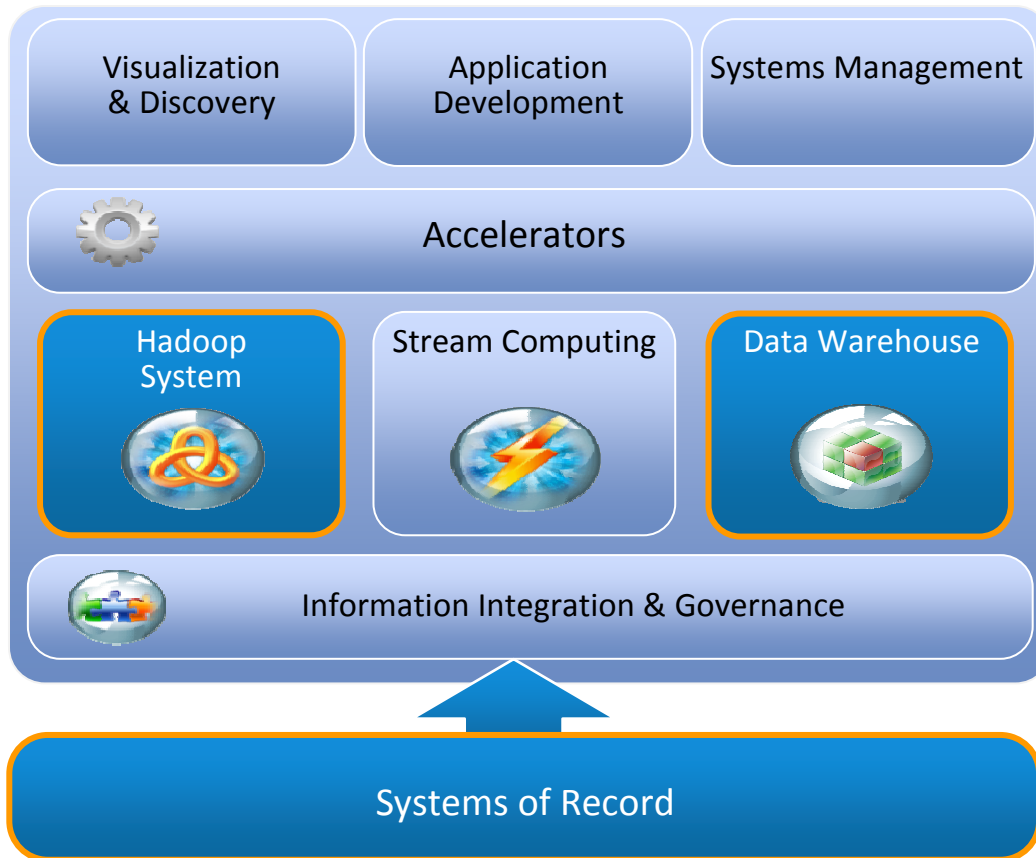 Visualization
& Discovery
Application
Development
Systems Management
Accelerators
Hadoop
System
Stream Computing
Data Warehouse
Information Integration & Governance
Systems of Record